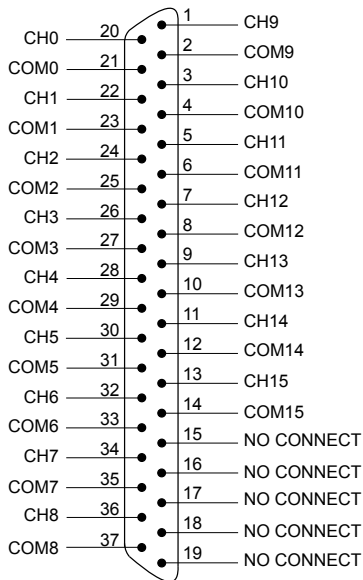 1 CH9
CH0 20
2 COM9
COM0 21
3 CH10
CH1 22
4 COM10
COM1 23
5 CH11
CH2 24
6 COM11
COM2 25
7 CH12
CH3 26
8 COM12
COM3 27
9 CH13
CH4 28
10 COM13
COM4 29
11 CH14
CH5 30
12 COM14
COM5 31
13 CH15
CH6 32
14 COM15
COM6 33
15 NO CONNECT
CH7 34
16 NO CONNECT
COM7 35
17 NO CONNECT
CH8 36
18 NO CONNECT
COM8 37
19 NO CONNECT